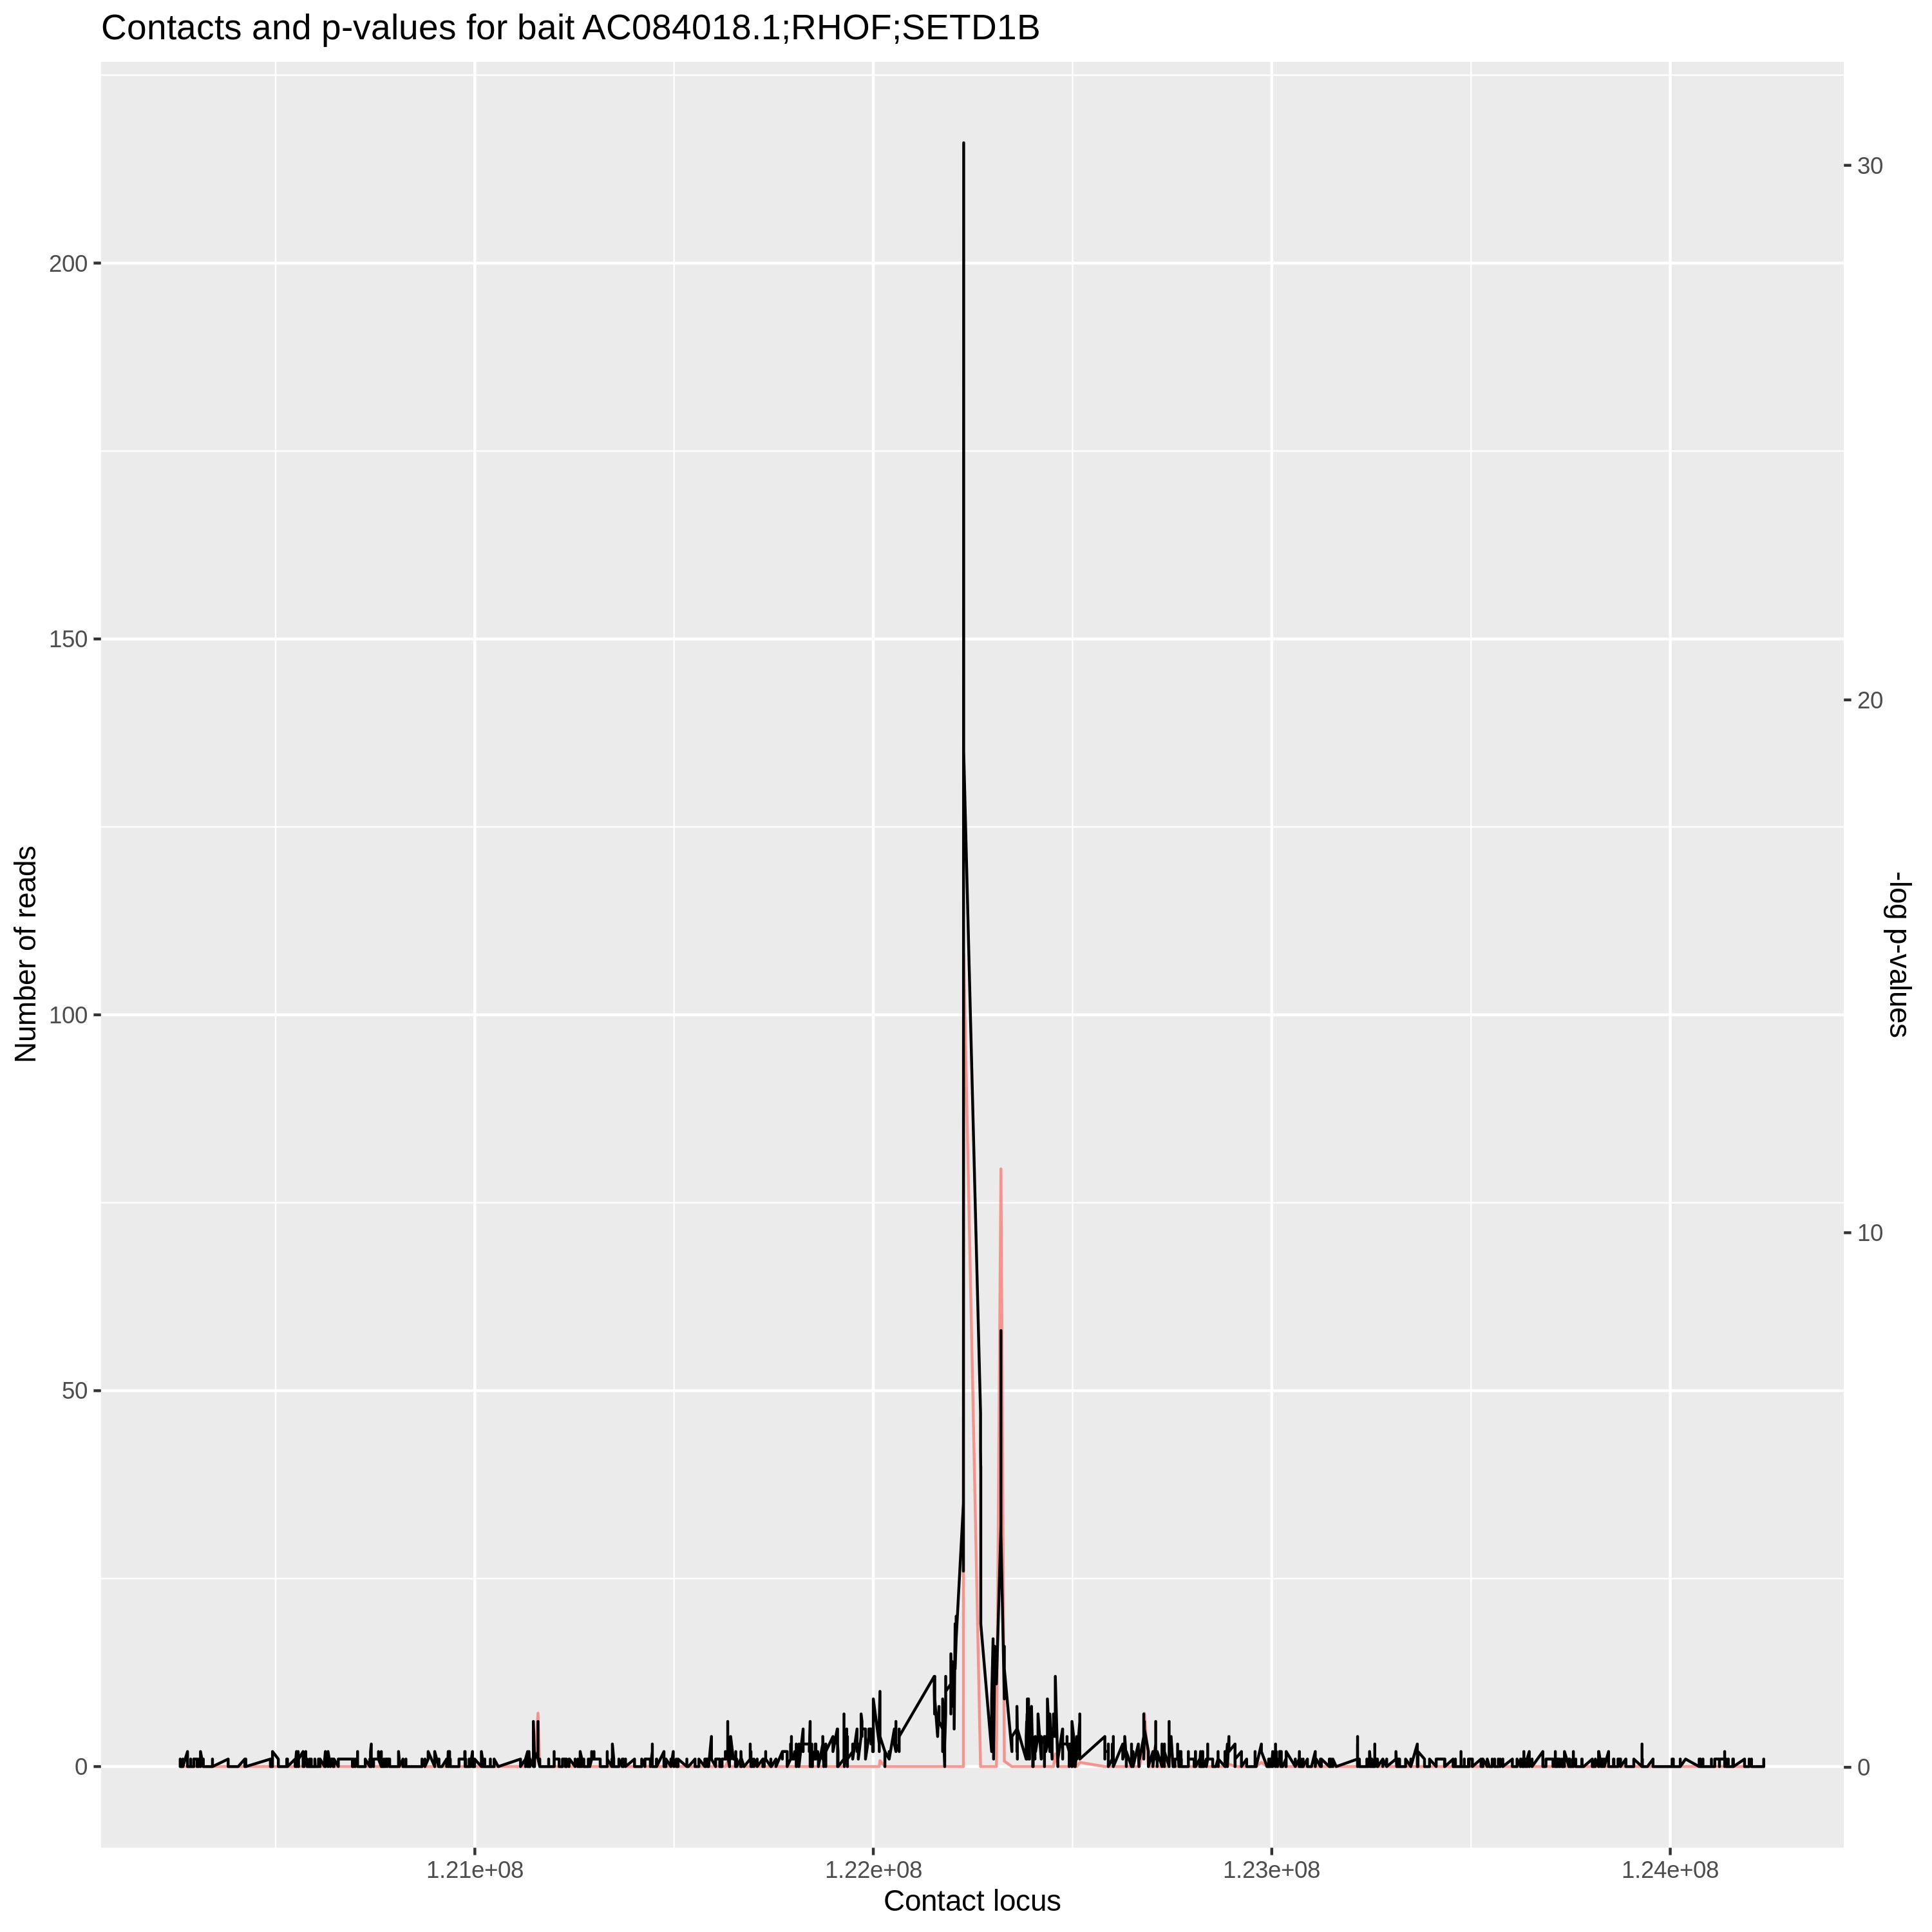 Contacts and p-values for bait AC084018.1;RHOF;SETD1B
Number of reads
200
150
100
50
0
30
20
10
0
-log p-values
1.21e+08
1.22e+08
1.23e+08
1.24e+08
Contact locus